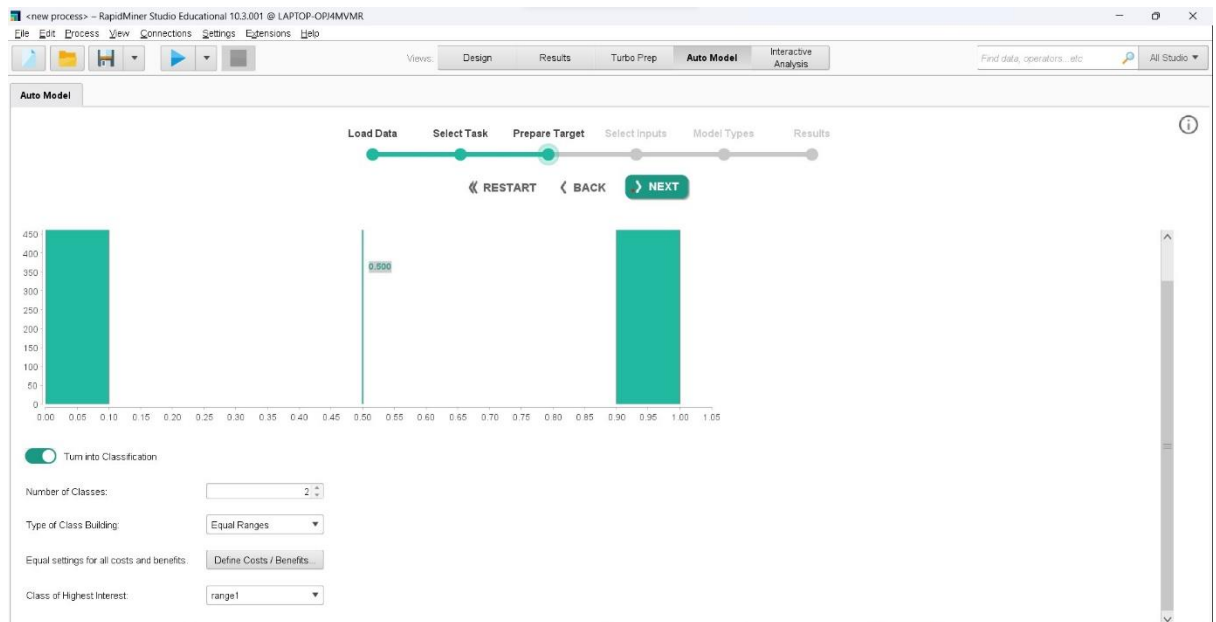 <new process> – RapidMiner Studio Educational 10.3.001 @ LAPTOP-OPJ4MVMR
File Edit Process View Connections Settings Extensions Help
Views: Design Results Turbo Prep Auto Model Interactive Analysis Find data, operators...etc All Studio
Auto Model
Load Data Select Task Prepare Target Select Inputs Model Types Results
RESTART BACK NEXT
450
400
350
300
250
200
150
100
50
0
0.500
0.00 0.05 0.10 0.15 0.20 0.25 0.30 0.35 0.40 0.45 0.50 0.55 0.60 0.65 0.70 0.75 0.80 0.85 0.90 0.95 1.00 1.05
Turn into Classification
Number of Classes: 2
Type of Class Building: Equal Ranges
Equal settings for all costs and benefits. Define Costs / Benefits...
Class of Highest Interest: range1